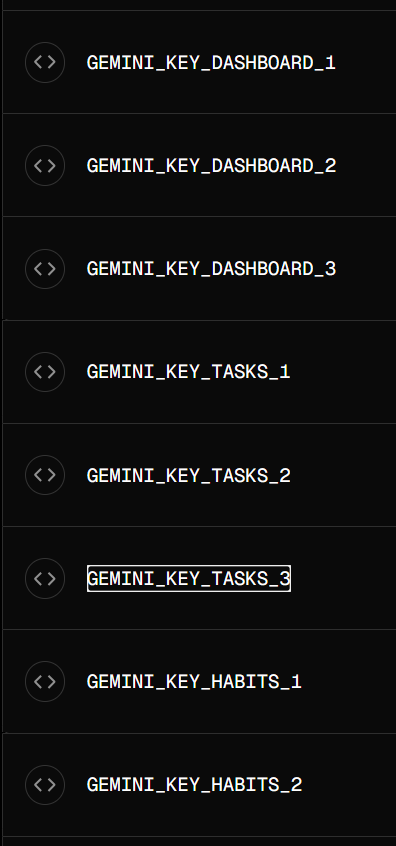 GEMINI_KEY_DASHBOARD_1
GEMINI_KEY_DASHBOARD_2
GEMINI_KEY_DASHBOARD_3
GEMINI_KEY_TASKS_1
GEMINI_KEY_TASKS_2
GEMINI_KEY_TASKS_3
GEMINI_KEY_HABITS_1
GEMINI_KEY_HABITS_2